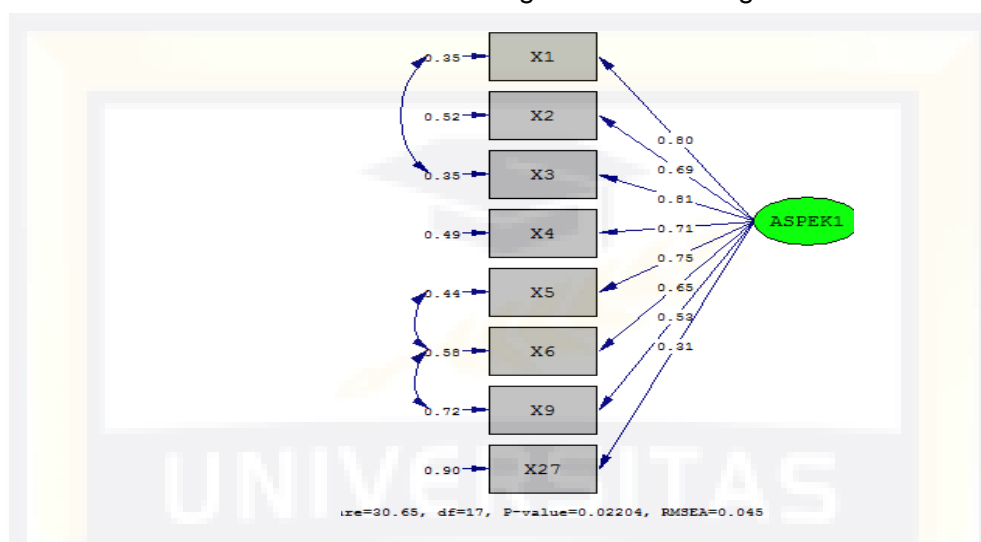 0.35 X1
0.52 X2
0.80
0.69
0.35 X3
0.81
ASPEK1
0.49 X4
0.71
0.75
0.44 X5
0.65
0.53
0.58 X6
0.31
0.72 X9
0.90 X27
UNIVERSITAS
re=30.65, df=17, P-value=0.02204, RMSEA=0.045